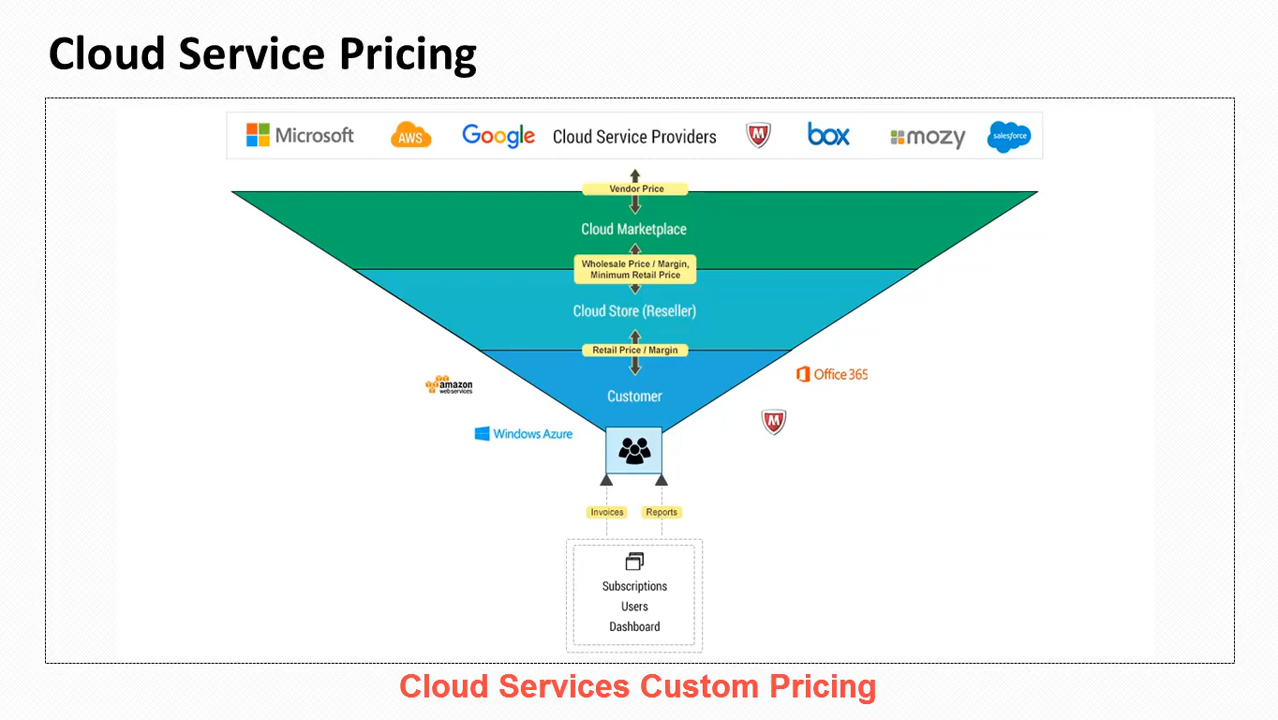 Cloud Service Pricing
Microsoft AWS Google Cloud Service Providers M box mozy salesforce
Vendor Price
Cloud Marketplace
Wholesale Price / Margin,
Minimum Retail Price
Cloud Store (Reseller)
Retail Price / Margin
Customer
amazon
webservices
Office 365
M
Windows Azure
Invoices Reports
Subscriptions
Users
Dashboard
Cloud Services Custom Pricing